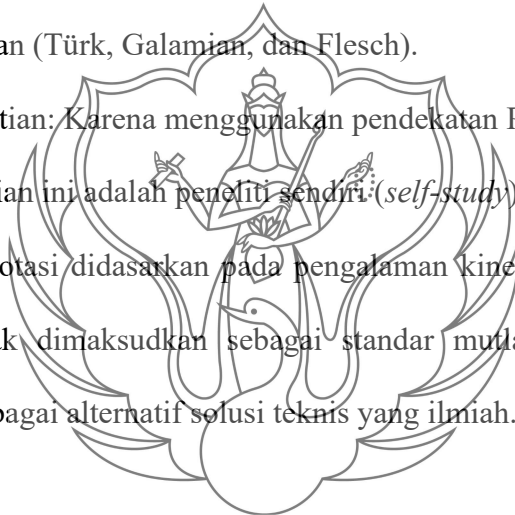 an (Türk, Galamian, dan Flesch).
tian: Karena menggunakan pendekatan
ian ini adalah peneliti sendiri (self-study)
otasi didasarkan pada pengalaman kine
ak dimaksudkan sebagai standar mutla
bagai alternatif solusi teknis yang ilmiah.